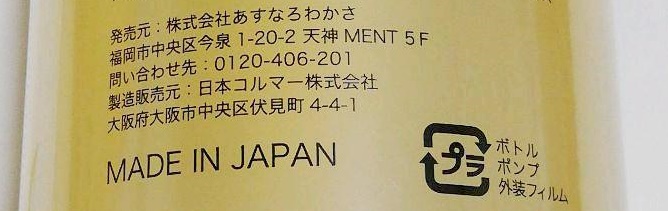 発売元：株式会社あすなろわかさ
福岡市中央区今泉 1-20-2 天神 MENT 5F
問い合わせ先：0120-406-201
製造販売元：日本コルマー株式会社
大阪府大阪市中央区伏見町 4-4-1
MADE IN JAPAN
プラ
ボトル
ポンプ
外装フィルム